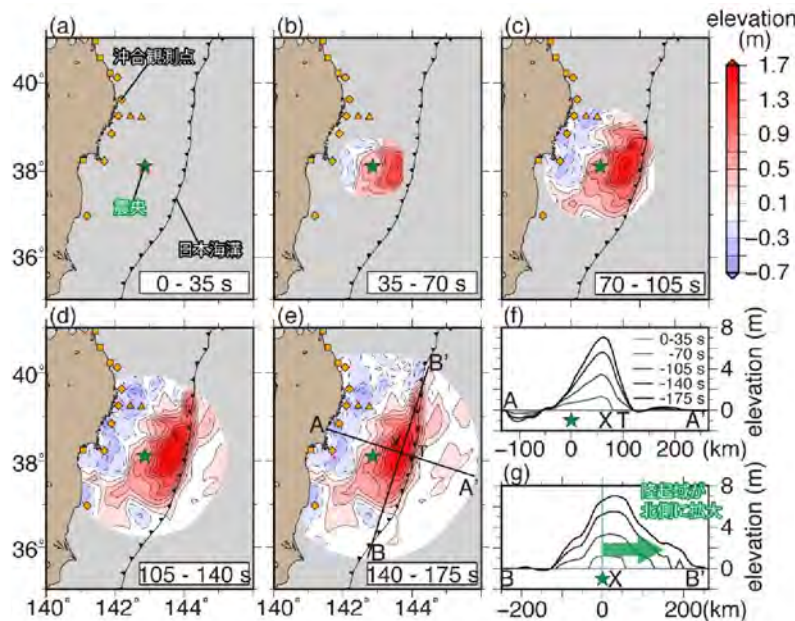 (a)
(b)
(c)
elevation
(m)
沖合観測点
震央
日本海溝
40°
38°
36°
0 - 35 s
35 - 70 s
70 - 105 s
1.7
1.3
0.9
0.5
0.1
-0.3
-0.7
(d)
(e)
(f)
40°
38°
36°
A
A'
B
B'
X
T
105 - 140 s
140 - 175 s
140°
142°
144°
140°
142°
144°
0-35 s
-70 s
-105 s
-140 s
-175 s
8
4
0
elevation (m)
A
X
T
A'
-100
0
100
200
(km)
(g)
隆起域が
北側に拡大
8
4
0
elevation (m)
B
X
B'
-200
0
200(km)